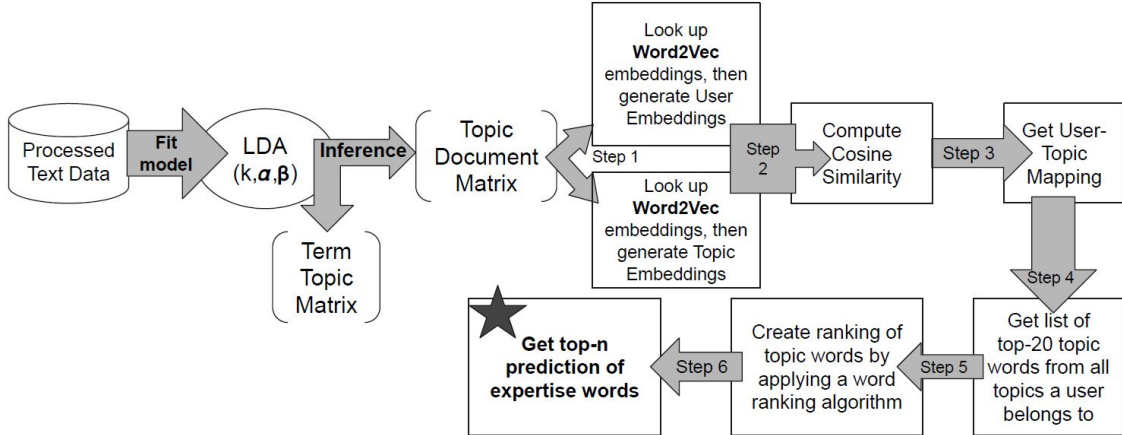 Processed
Text Data
Fit
model
LDA
(k,α,β)
Inference
Term
Topic
Matrix
Topic
Document
Matrix
Step 1
Look up
Word2Vec
embeddings, then
generate User
Embeddings
Look up
Word2Vec
embeddings, then
generate Topic
Embeddings
Step
2
Compute
Cosine
Similarity
Step 3
Get User-
Topic
Mapping
Step 4
Get list of
top-20 topic
words from all
topics a user
belongs to
Step 5
Create ranking of
topic words by
applying a word
ranking algorithm
Step 6
Get top-n
prediction of
expertise words